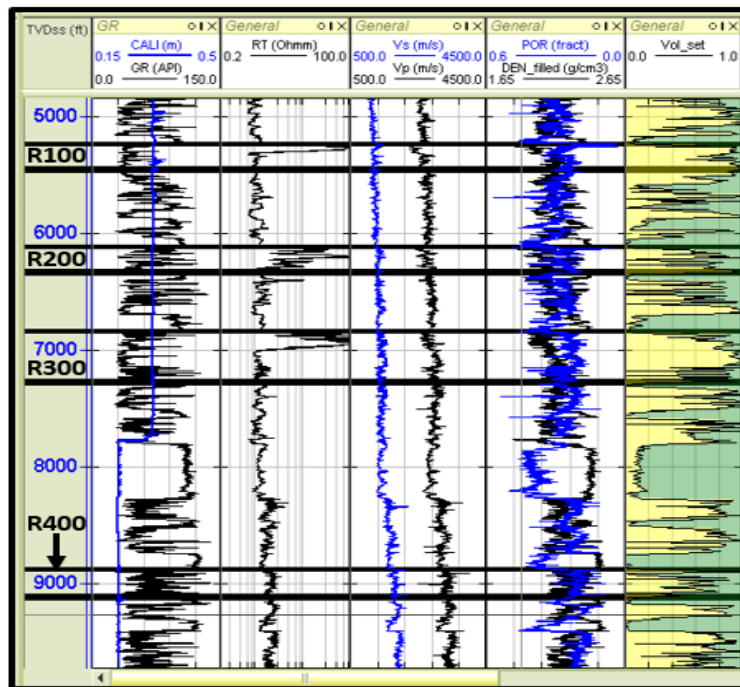 TVDss (ft)
GR
General
General
General
General
CALI (m)
0.15 0.5
GR (API)
0.0 150.0
RT (Ohmm)
0.2 100.0
Vs (m/s)
500.0 4500.0
Vp (m/s)
500.0 4500.0
POR (fract)
0.6 0.0
DEN_filled (g/cm3)
1.65 2.65
Vol_set
0.0 1.0
5000
R100
6000
R200
7000
R300
8000
R400
9000